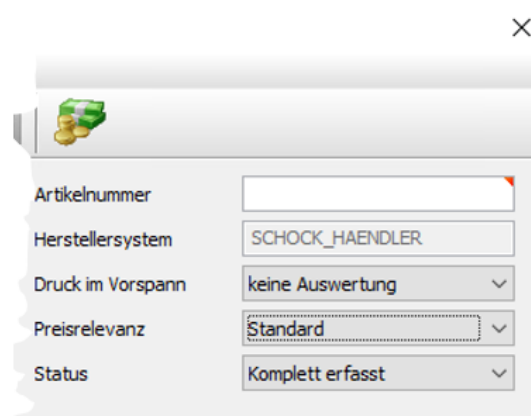 Artikelnummer
Herstellersystem SCHOCK_HAENDLER
Druck im Vorspann keine Auswertung
Preisrelevanz Standard
Status Komplett erfasst